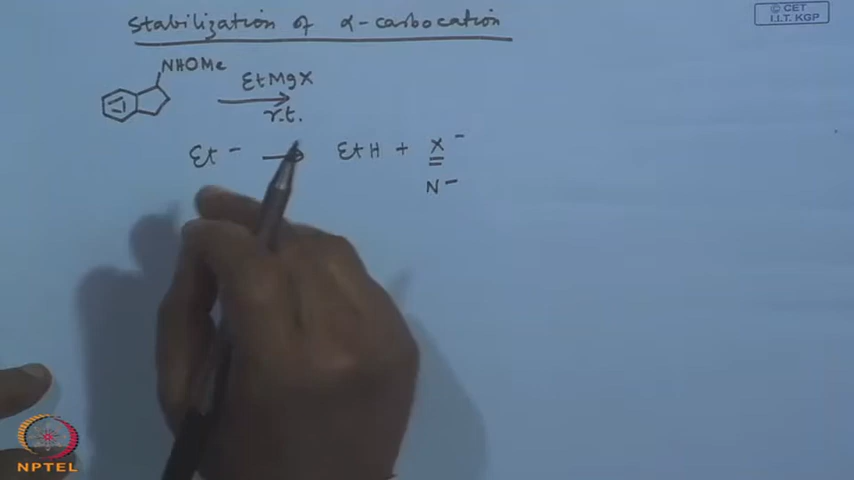 Stabilization of α-carbocation
© CET
I.I.T. KGP
NHOMe
EtMgX
r.t.
Et⁻ → EtH + X⁻
N⁻
NPTEL